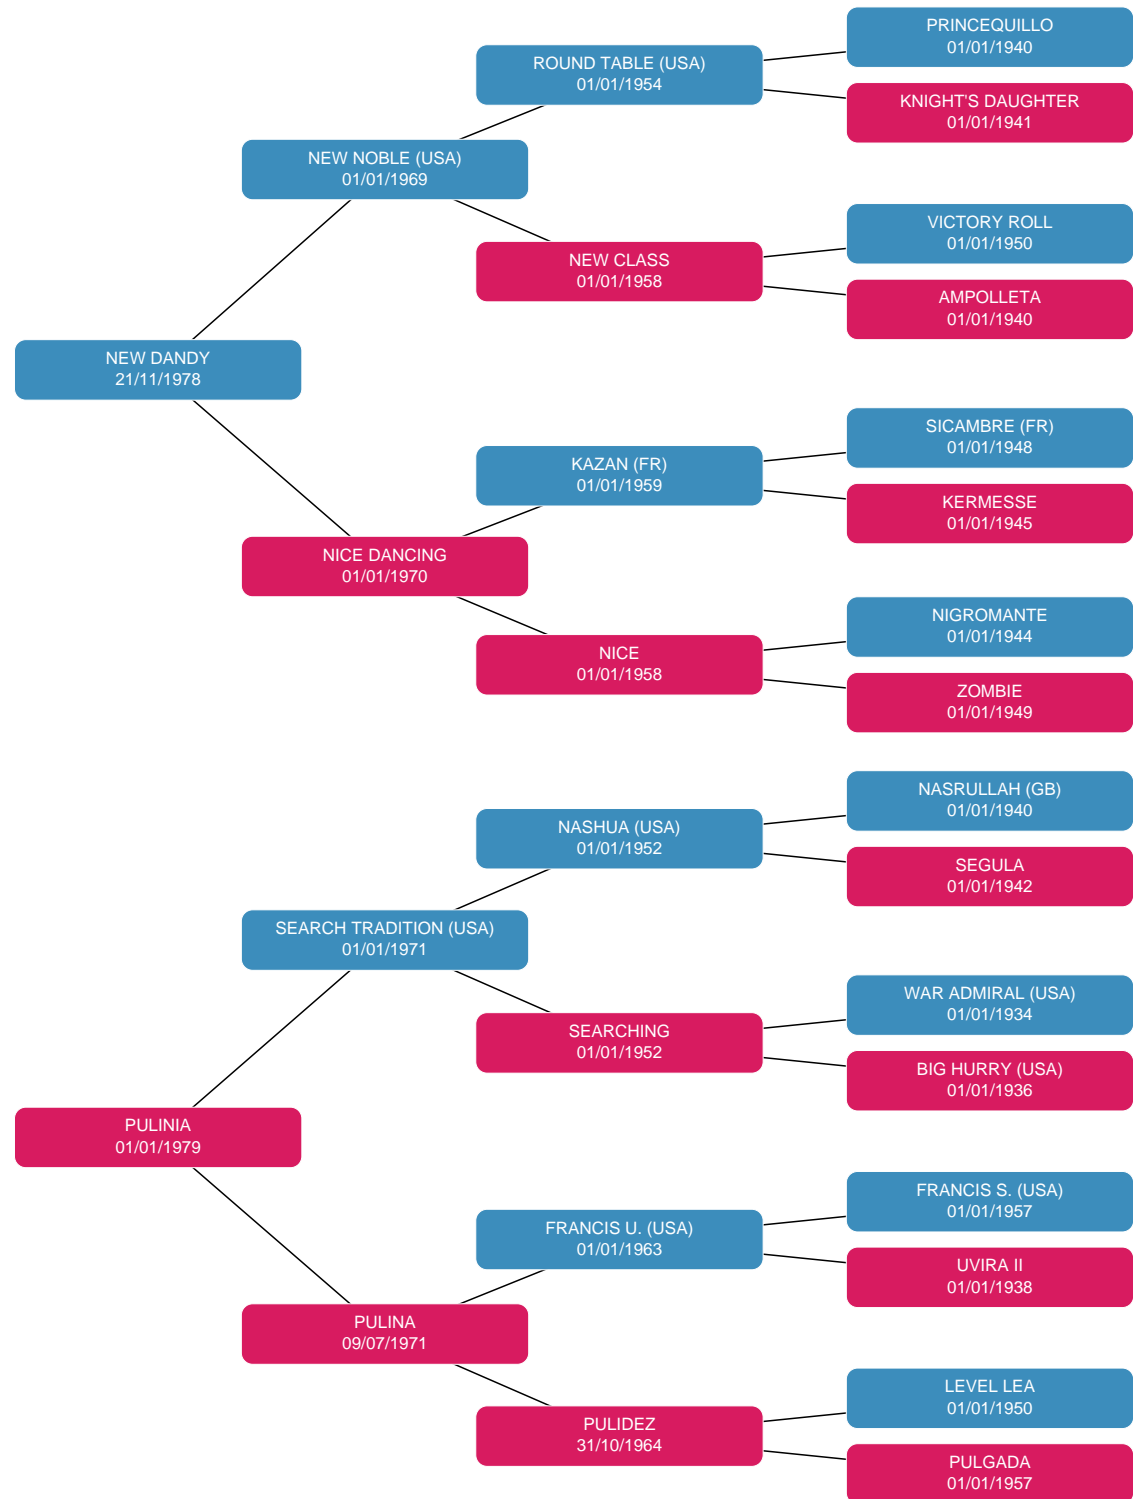 PRINCEQUILLO
01/01/1940
ROUND TABLE (USA)
01/01/1954
KNIGHT'S DAUGHTER
01/01/1941
NEW NOBLE (USA)
01/01/1969
VICTORY ROLL
01/01/1950
NEW CLASS
01/01/1958
AMPOLLETA
01/01/1940
NEW DANDY
21/11/1978
SICAMBRE (FR)
01/01/1948
KAZAN (FR)
01/01/1959
KERMESSE
01/01/1945
NICE DANCING
01/01/1970
NIGROMANTE
01/01/1944
NICE
01/01/1958
ZOMBIE
01/01/1949
NASRULLAH (GB)
01/01/1940
NASHUA (USA)
01/01/1952
SEGULA
01/01/1942
SEARCH TRADITION (USA)
01/01/1971
WAR ADMIRAL (USA)
01/01/1934
SEARCHING
01/01/1952
BIG HURRY (USA)
01/01/1936
PULINIA
01/01/1979
FRANCIS S. (USA)
01/01/1957
FRANCIS U. (USA)
01/01/1963
UVIRA II
01/01/1938
PULINA
09/07/1971
LEVEL LEA
01/01/1950
PULIDEZ
31/10/1964
PULGADA
01/01/1957